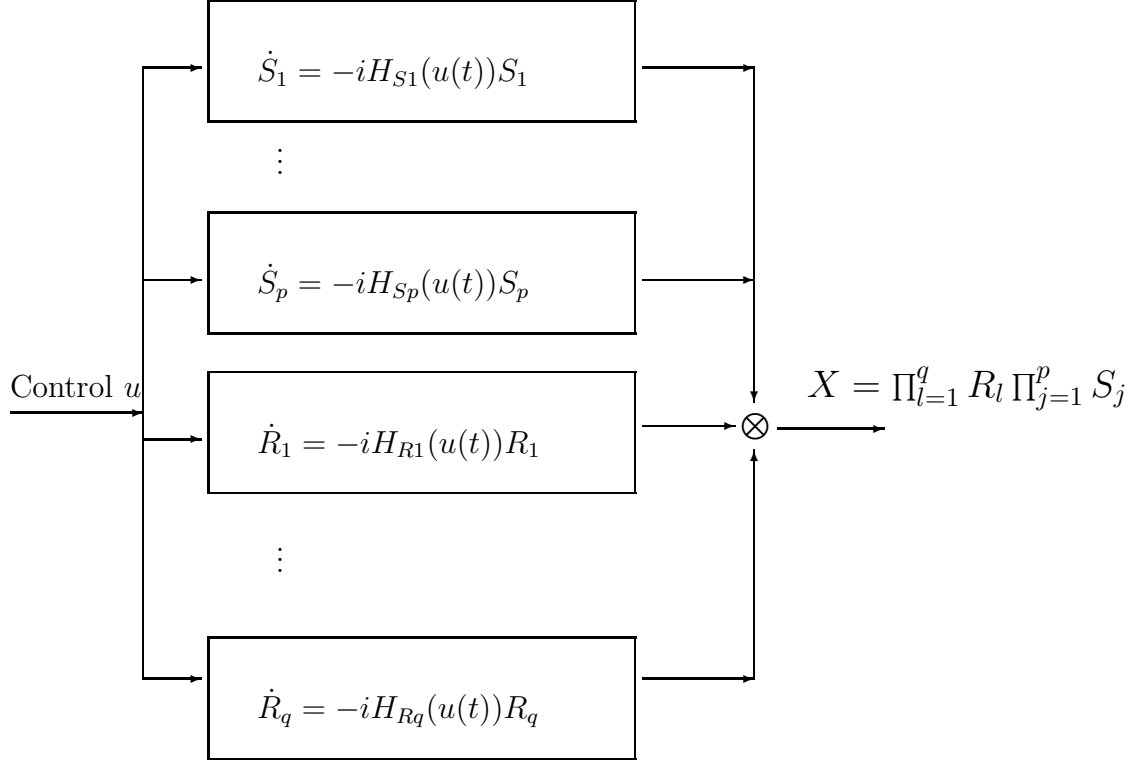 Ṡ₁ = −iH_{S1}(u(t))S₁
⋮
Ṡ_p = −iH_{Sp}(u(t))S_p
Control u
X = ∏_{l=1}^{q} R_l ∏_{j=1}^{p} S_j
Ṙ₁ = −iH_{R1}(u(t))R₁
⊗
⋮
Ṙ_q = −iH_{Rq}(u(t))R_q